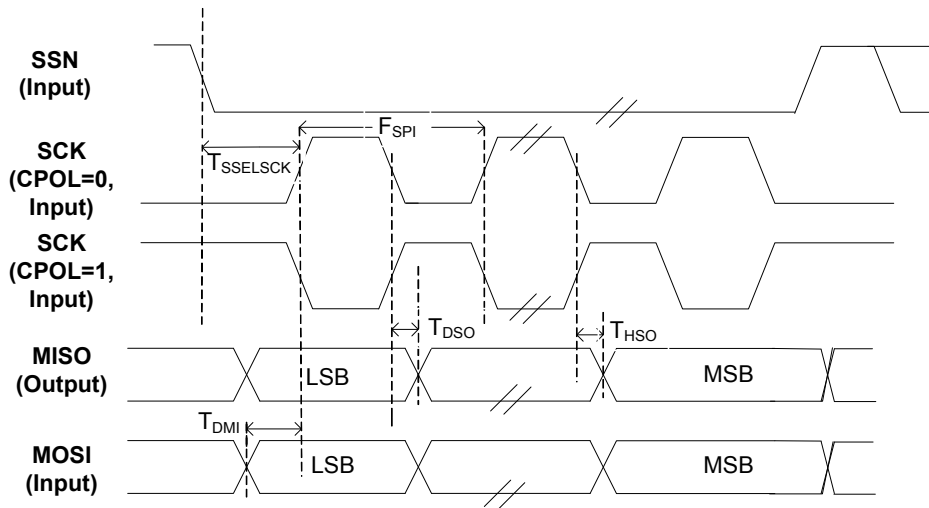 SSN
(Input)
F_SPI
SCK
(CPOL=0,
Input)
T_SSELSCK
SCK
(CPOL=1,
Input)
T_DSO
T_HSO
MISO
(Output)
LSB
MSB
T_DMI
MOSI
(Input)
LSB
MSB